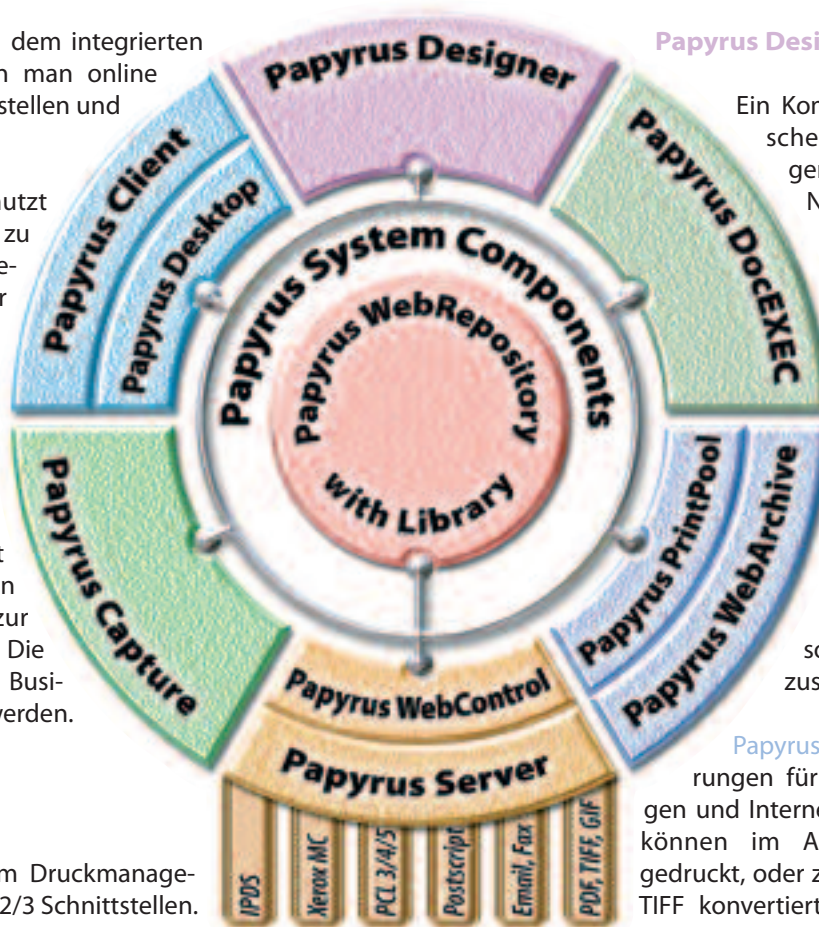 dem integrierten
man online
stellen und
nutzt
zu
e-
r
t
n
zur
Die
Busi-
werden.
m Druckmanage-
2/3 Schnittstellen.
Papyrus Designer
Papyrus Client
Papyrus Desktop
Papyrus DocEXEC
Papyrus System Components
Papyrus WebRepository
with Library
Papyrus Capture
Papyrus PrintPool
Papyrus WebArchive
Papyrus WebControl
Papyrus Server
IPDS
Xerox MC
PCL 3/4/5
Postscript
Email, Fax
PDF, TIFF, GIF
Papyrus Desi
Ein Kon
sche
ger
N
sc
zus
Papyrus
rungen für
gen und Interne
können im A
gedruckt, oder z
TIFF konvertiert